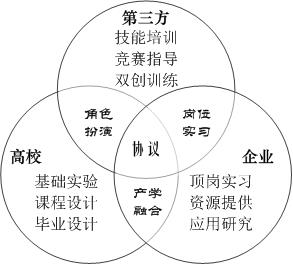 第三方
技能培训
竞赛指导
双创训练
角色
扮演
岗位
实习
协议
高校
企业
基础实验
课程设计
毕业设计
产学
融合
顶岗实习
资源提供
应用研究